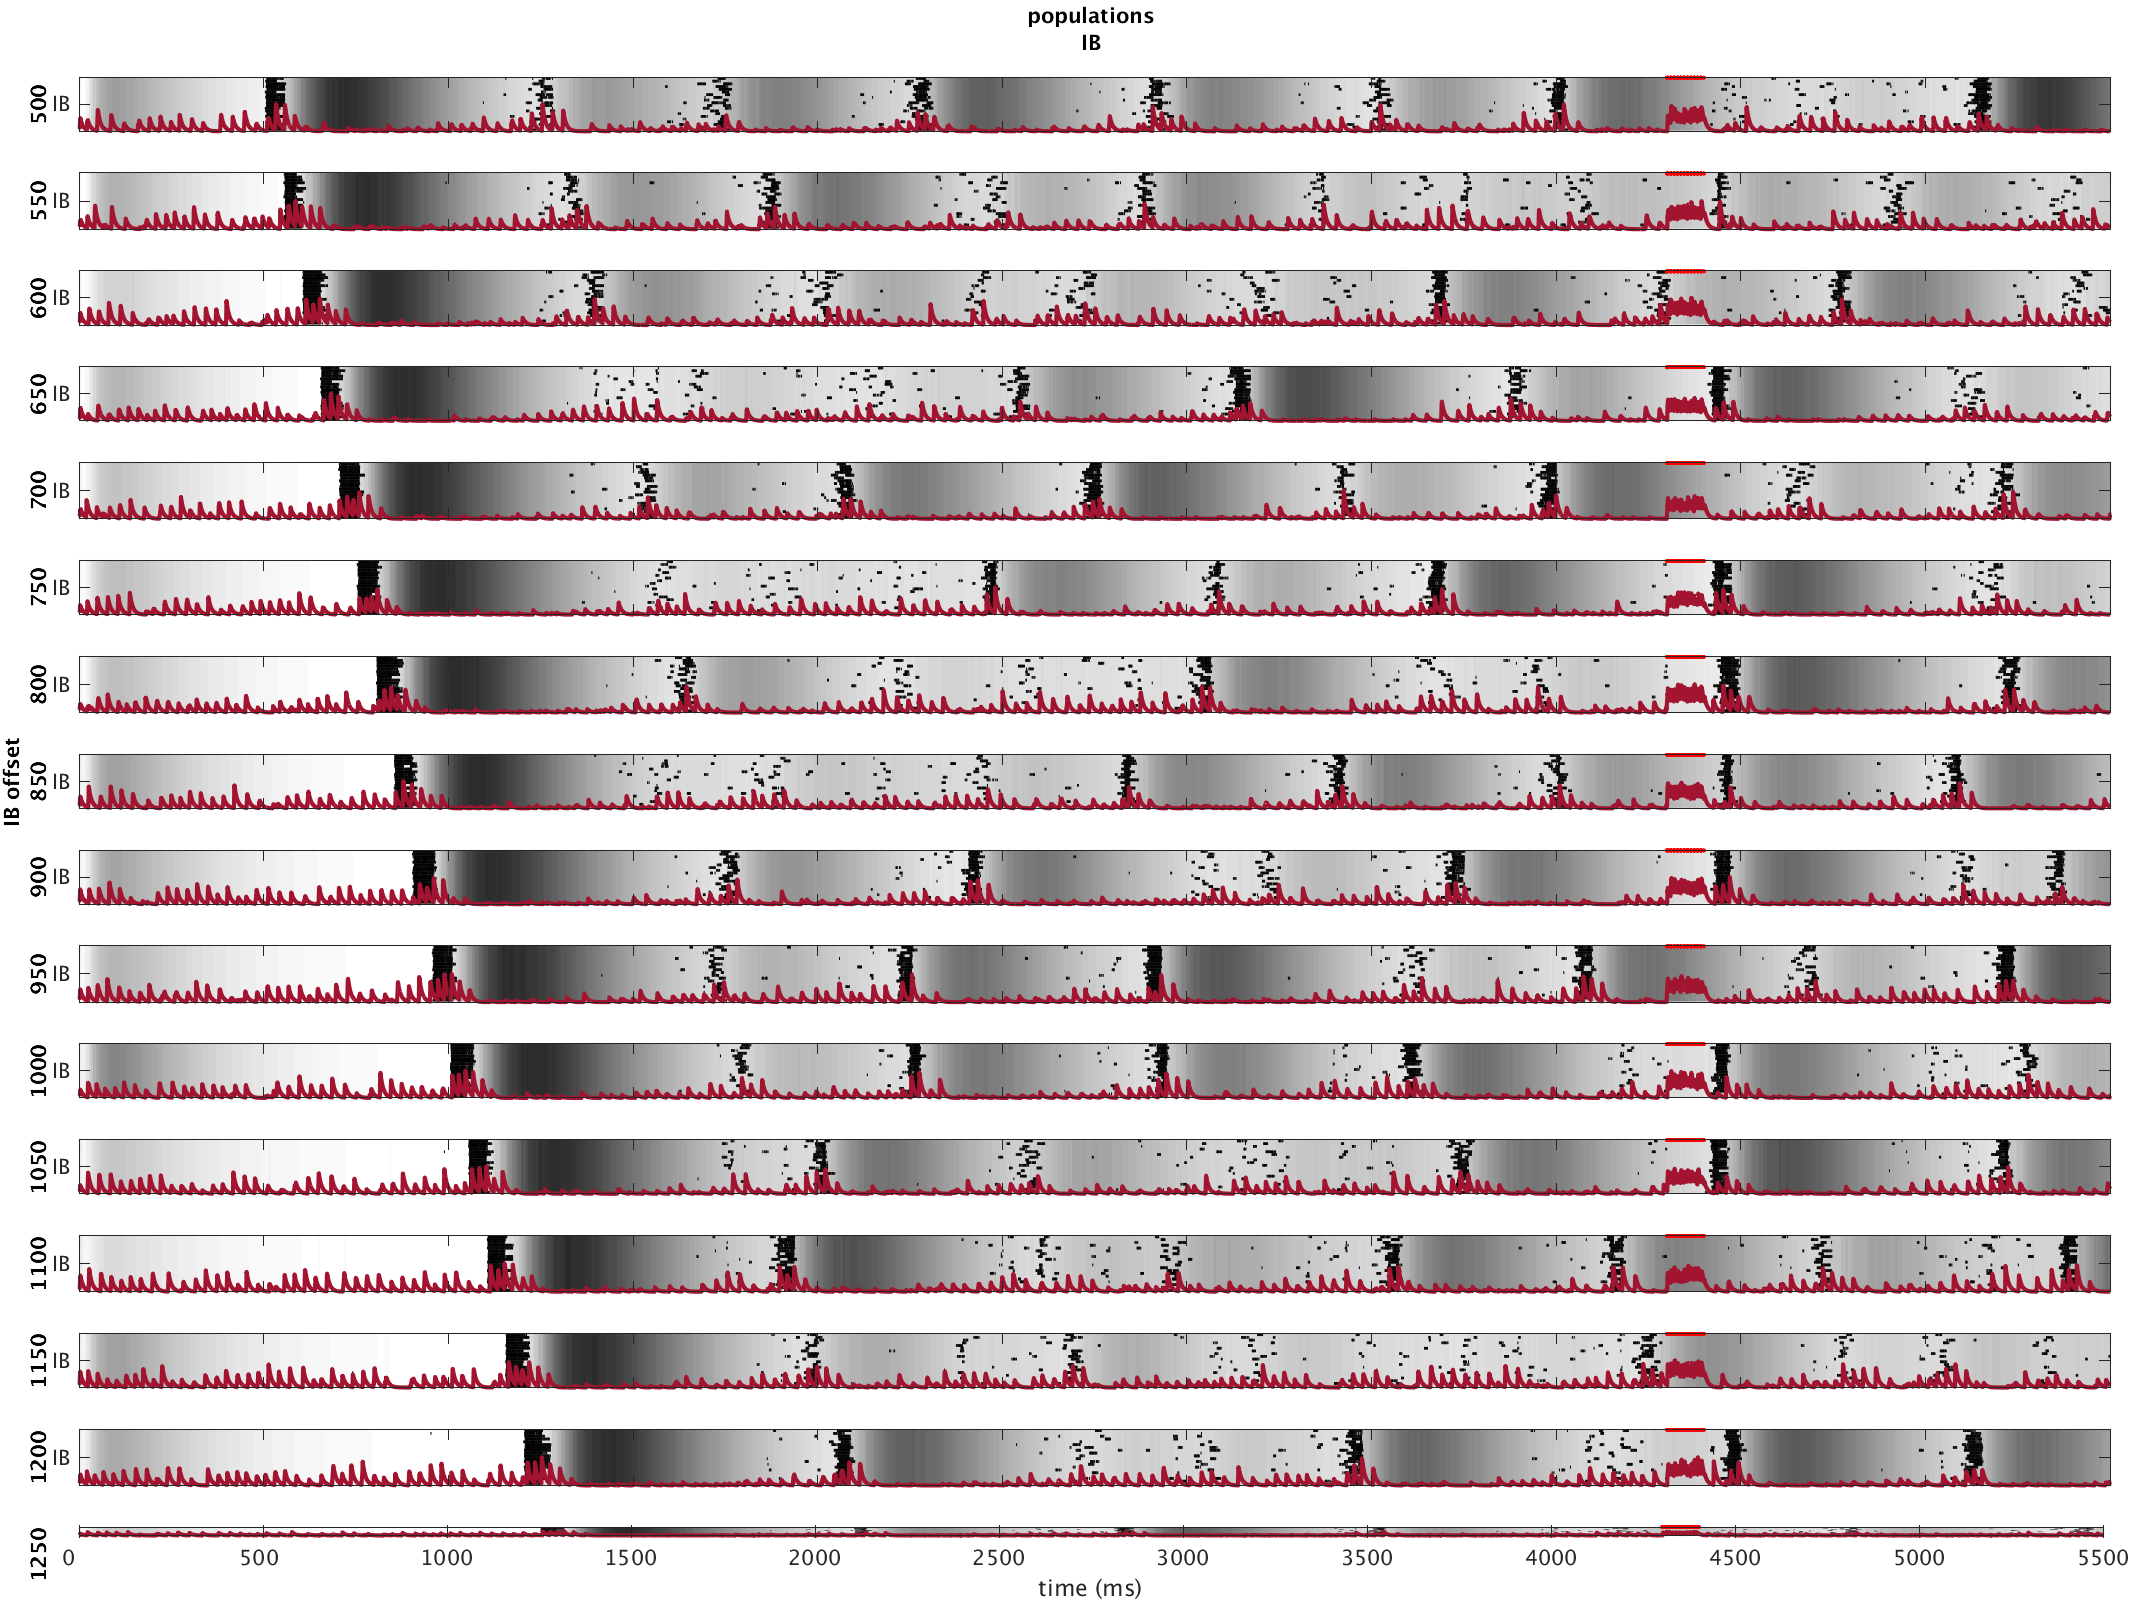 populations
IB
500 IB
550 IB
600 IB
650 IB
700 IB
750 IB
800 IB
850 IB
900 IB
950 IB
1000 IB
1050 IB
1100 IB
1150 IB
1200 IB
1250
IB offset
0 500 1000 1500 2000 2500 3000 3500 4000 4500 5000 5500
time (ms)